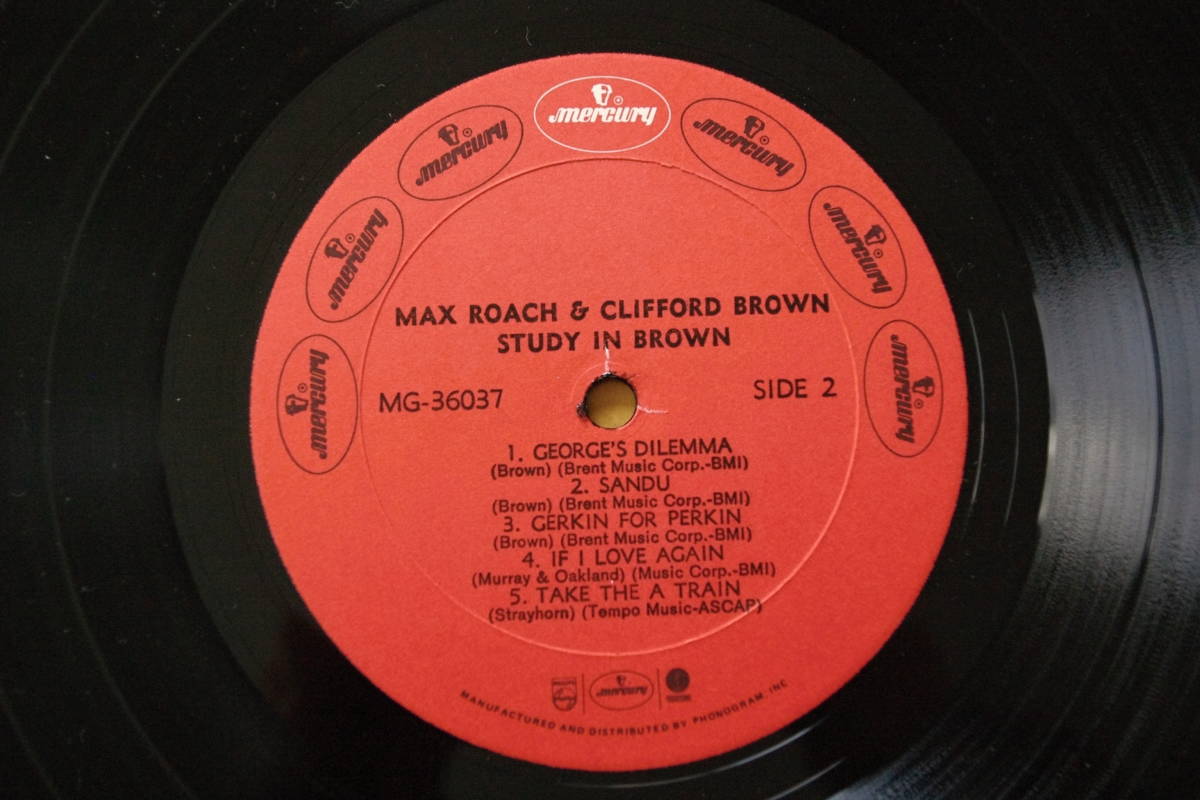 mercury
mercury
mercury
mercury
mercury
mercury
mercury
MAX ROACH & CLIFFORD BROWN
STUDY IN BROWN
MG-36037
SIDE 2
1. GEORGE'S DILEMMA
(Brown) (Brent Music Corp.-BMI)
2. SANDU
(Brown) (Brent Music Corp.-BMI)
3. GERKIN FOR PERKIN
(Brown) (Brent Music Corp.-BMI)
4. IF I LOVE AGAIN
(Murray & Oakland) (Music Corp.-BMI)
5. TAKE THE A TRAIN
(Strayhorn) (Tempo Music-ASCAP)
mercury
MANUFACTURED AND DISTRIBUTED BY PHONOGRAM, INC